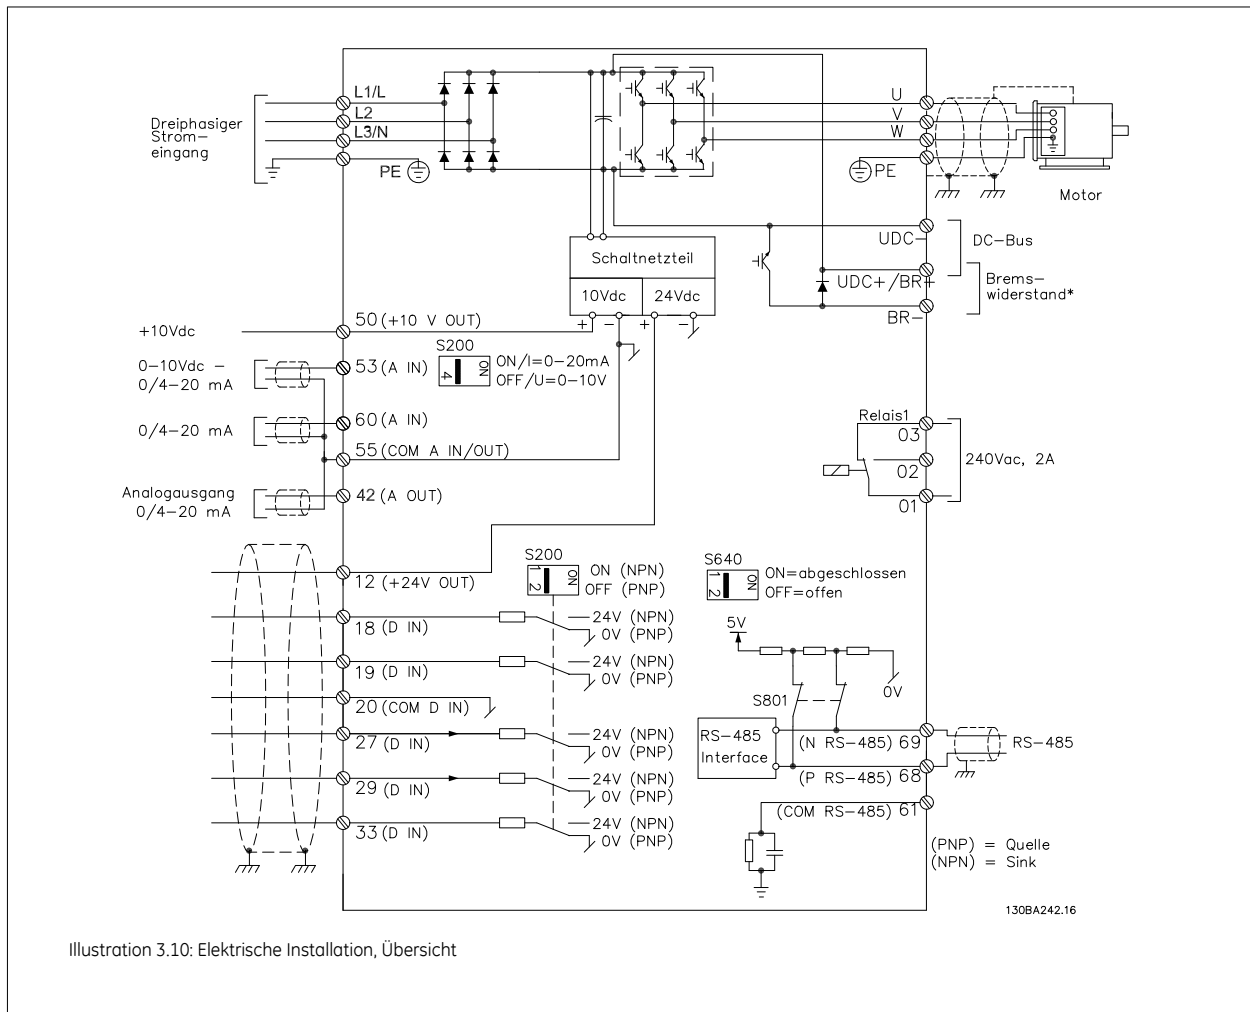 L1/L
L2
L3/N
PE
Dreiphasiger
Strom-
eingang
U
V
W
PE
Motor
UDC-
DC-Bus
UDC+/BR+
Brems-
widerstand*
BR-
Schaltnetzteil
10Vdc
24Vdc
+ - + -
+10Vdc
50 (+10 V OUT)
S200
ON
4
ON/I=0-20mA
OFF/U=0-10V
0-10Vdc -
0/4-20 mA
53 (A IN)
0/4-20 mA
60 (A IN)
55 (COM A IN/OUT)
Analogausgang
0/4-20 mA
42 (A OUT)
Relais1
03
02
01
240Vac, 2A
12 (+24V OUT)
S200
ON
1 2
ON (NPN)
OFF (PNP)
S640
ON
1 2
ON=abgeschlossen
OFF=offen
18 (D IN)
24V (NPN)
0V (PNP)
19 (D IN)
24V (NPN)
0V (PNP)
20 (COM D IN)
27 (D IN)
24V (NPN)
0V (PNP)
29 (D IN)
24V (NPN)
0V (PNP)
33 (D IN)
24V (NPN)
0V (PNP)
5V
0V
S801
RS-485
Interface
(N RS-485) 69
(P RS-485) 68
(COM RS-485) 61
RS-485
(PNP) = Quelle
(NPN) = Sink
130BA242.16
Illustration 3.10: Elektrische Installation, Übersicht